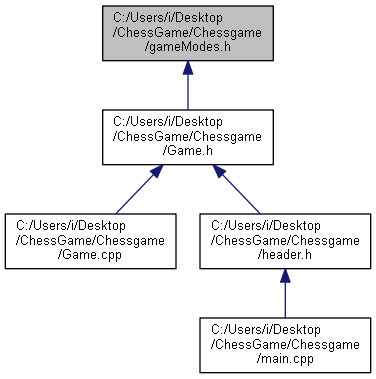 C:/Users/i/Desktop
/ChessGame/Chessgame
/gameModes.h
C:/Users/i/Desktop
/ChessGame/Chessgame
/Game.h
C:/Users/i/Desktop
/ChessGame/Chessgame
/Game.cpp
C:/Users/i/Desktop
/ChessGame/Chessgame
/header.h
C:/Users/i/Desktop
/ChessGame/Chessgame
/main.cpp